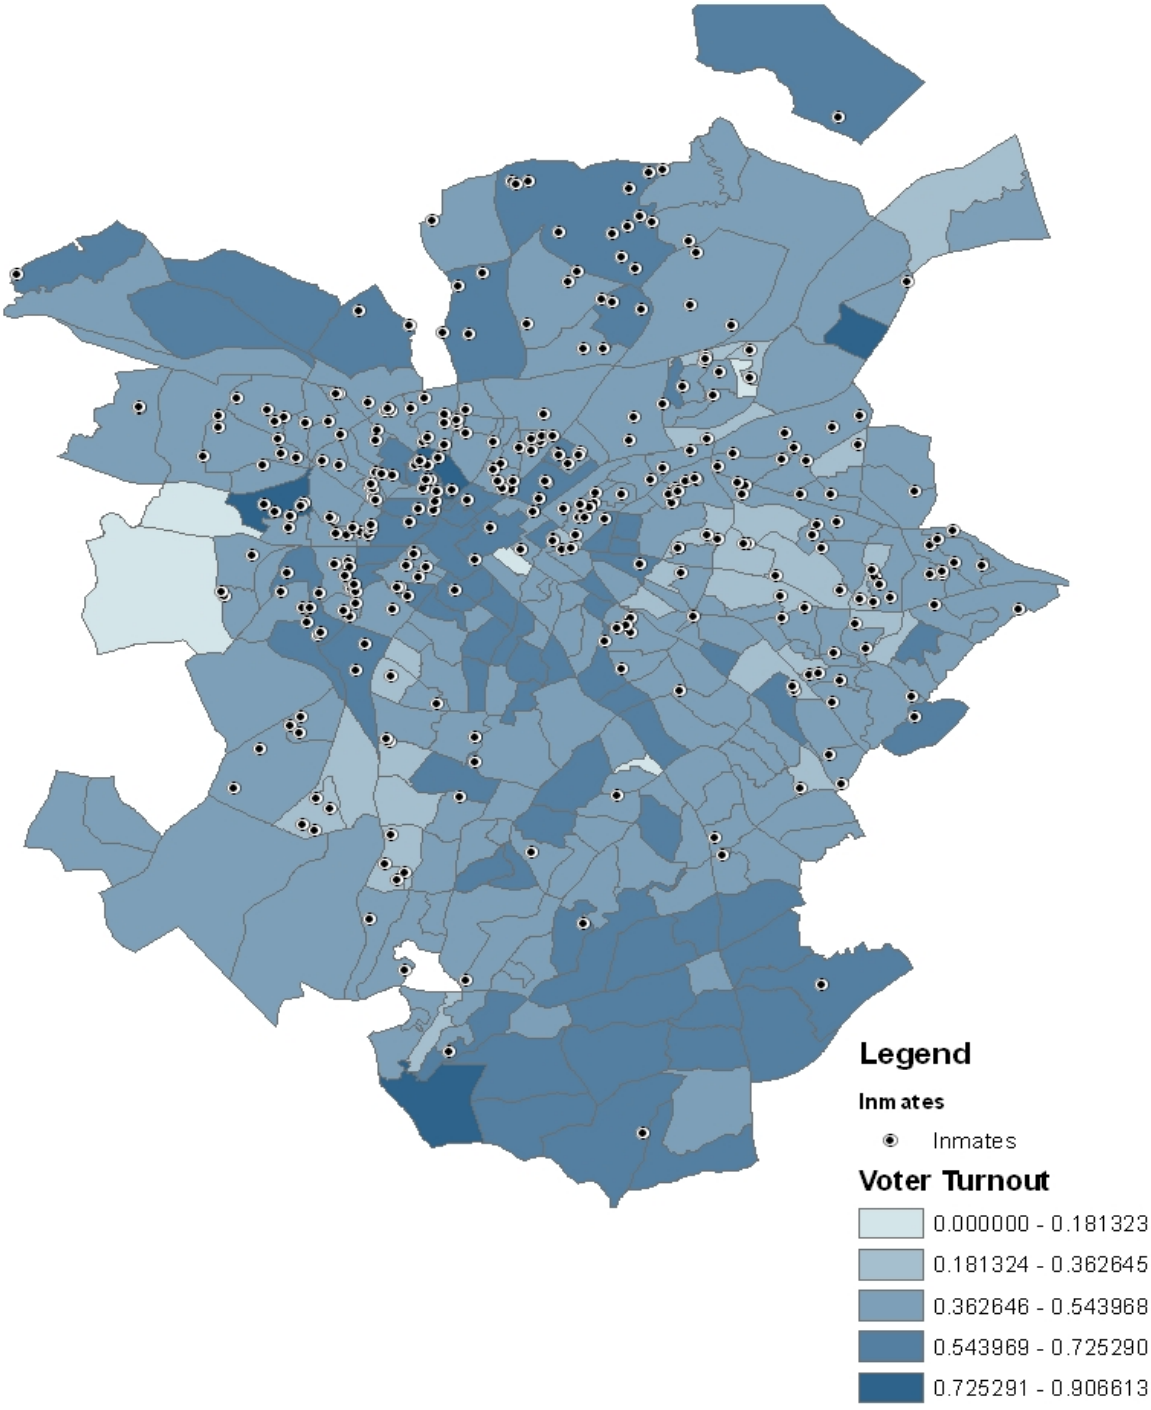 Legend
Inmates
Inmates
Voter Turnout
0.000000 - 0.181323
0.181324 - 0.362645
0.362646 - 0.543968
0.543969 - 0.725290
0.725291 - 0.906613